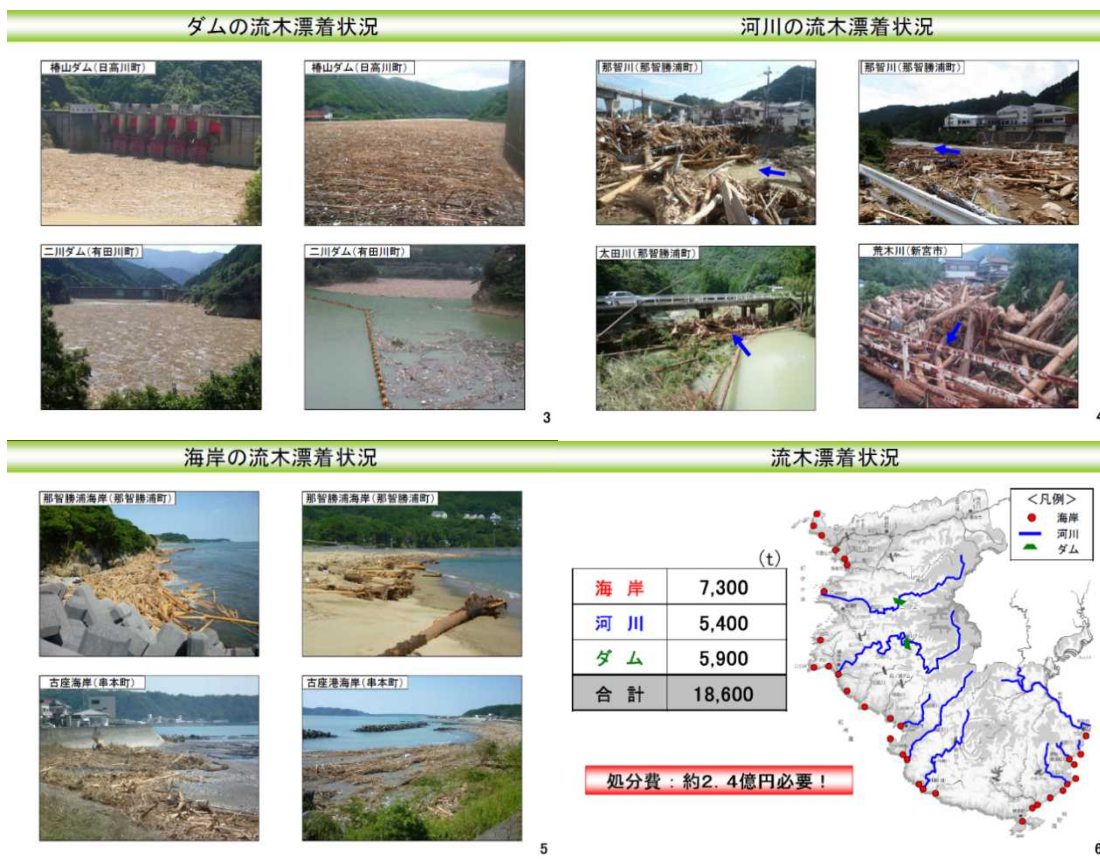 ダムの流木漂着状況
椿山ダム(日高川町)
椿山ダム(日高川町)
二川ダム(有田川町)
二川ダム(有田川町)
3
河川の流木漂着状況
那智川(那智勝浦町)
那智川(那智勝浦町)
太田川(那智勝浦町)
荒木川(新宮市)
4
海岸の流木漂着状況
那智勝浦海岸(那智勝浦町)
那智勝浦海岸(那智勝浦町)
古座海岸(串本町)
古座港海岸(串本町)
5
流木漂着状況
(t)
海 岸 7,300
河 川 5,400
ダ ム 5,900
合 計 18,600
処分費：約2.4億円必要！
＜凡例＞
海岸
河川
ダム
6